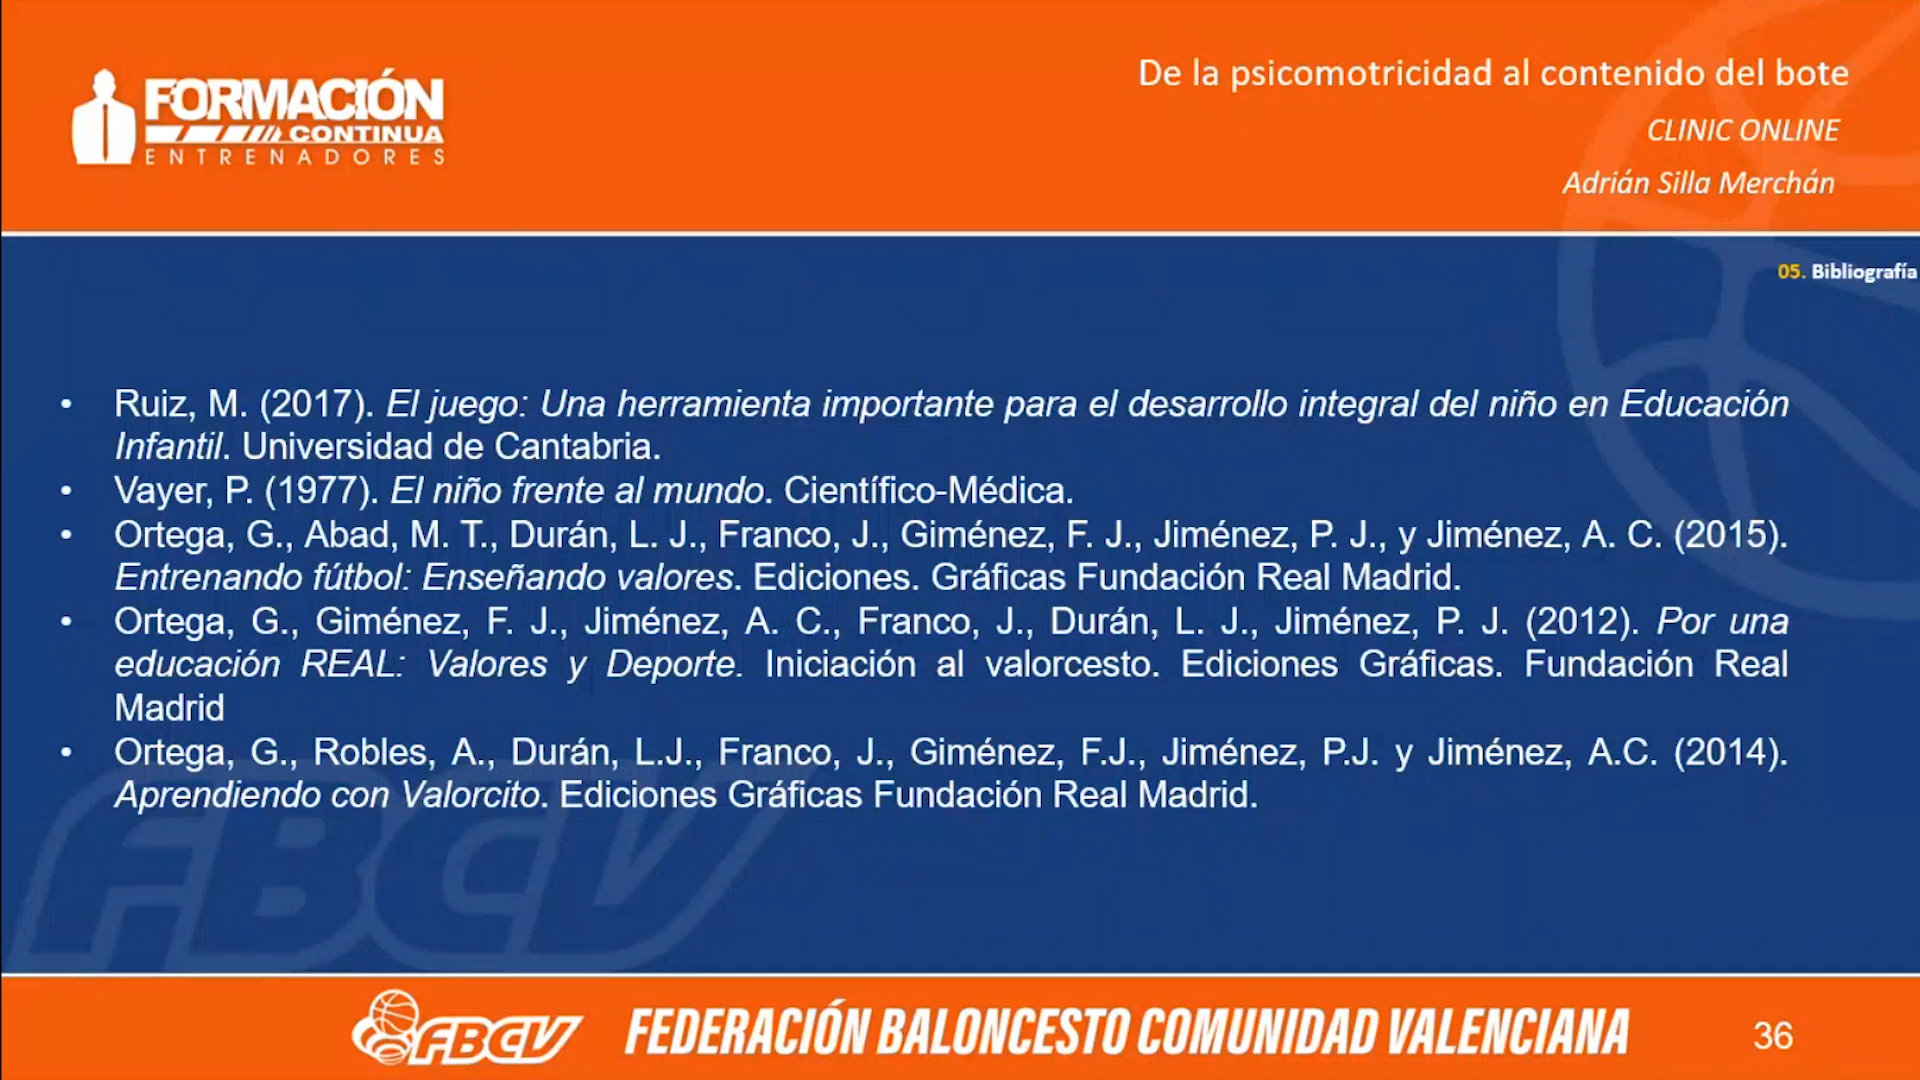 FORMACIÓN
CONTINUA
ENTRENADORES
De la psicomotricidad al contenido del bote
CLINIC ONLINE
Adrián Silla Merchán
05. Bibliografía
• Ruiz, M. (2017). El juego: Una herramienta importante para el desarrollo integral del niño en Educación
Infantil. Universidad de Cantabria.
• Vayer, P. (1977). El niño frente al mundo. Científico-Médica.
• Ortega, G., Abad, M. T., Durán, L. J., Franco, J., Giménez, F. J., Jiménez, P. J., y Jiménez, A. C. (2015).
Entrenando fútbol: Enseñando valores. Ediciones. Gráficas Fundación Real Madrid.
• Ortega, G., Giménez, F. J., Jiménez, A. C., Franco, J., Durán, L. J., Jiménez, P. J. (2012). Por una
educación REAL: Valores y Deporte. Iniciación al valorcesto. Ediciones Gráficas. Fundación Real
Madrid
• Ortega, G., Robles, A., Durán, L.J., Franco, J., Giménez, F.J., Jiménez, P.J. y Jiménez, A.C. (2014).
Aprendiendo con Valorcito. Ediciones Gráficas Fundación Real Madrid.
FBCV
FBCV FEDERACIÓN BALONCESTO COMUNIDAD VALENCIANA 36